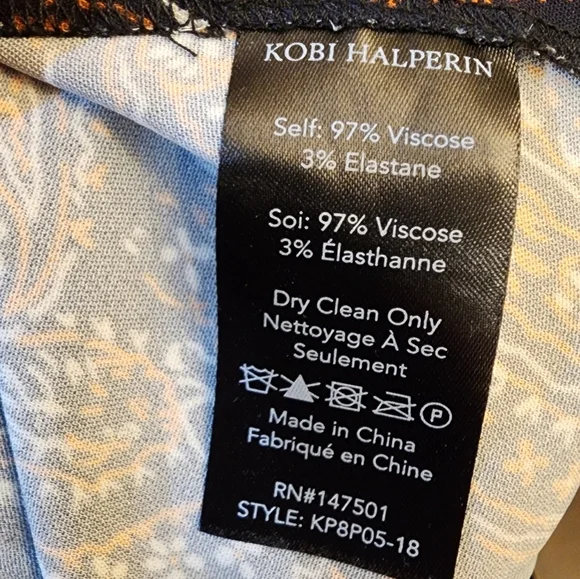 KOBI HALPERIN
Self: 97% Viscose
3% Elastane
Soi: 97% Viscose
3% Élasthanne
Dry Clean Only
Nettoyage À Sec
Seulement
P
Made in China
Fabriqué en Chine
RN#147501
STYLE: KP8P05-18